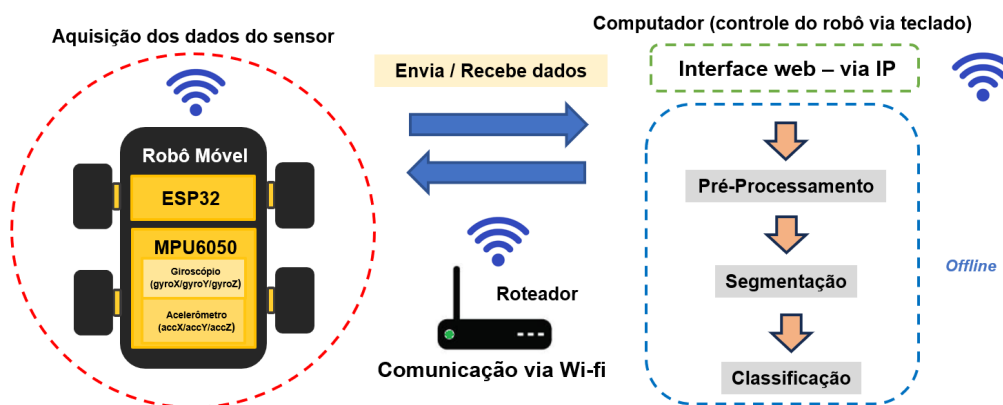 Aquisição dos dados do sensor
Robô Móvel
ESP32
MPU6050
Giroscópio
(gyroX/gyroY/gyroZ)
Acelerômetro
(accX/accY/accZ)
Envia / Recebe dados
Roteador
Comunicação via Wi-fi
Computador (controle do robô via teclado)
Interface web – via IP
Pré-Processamento
Segmentação
Classificação
Offline